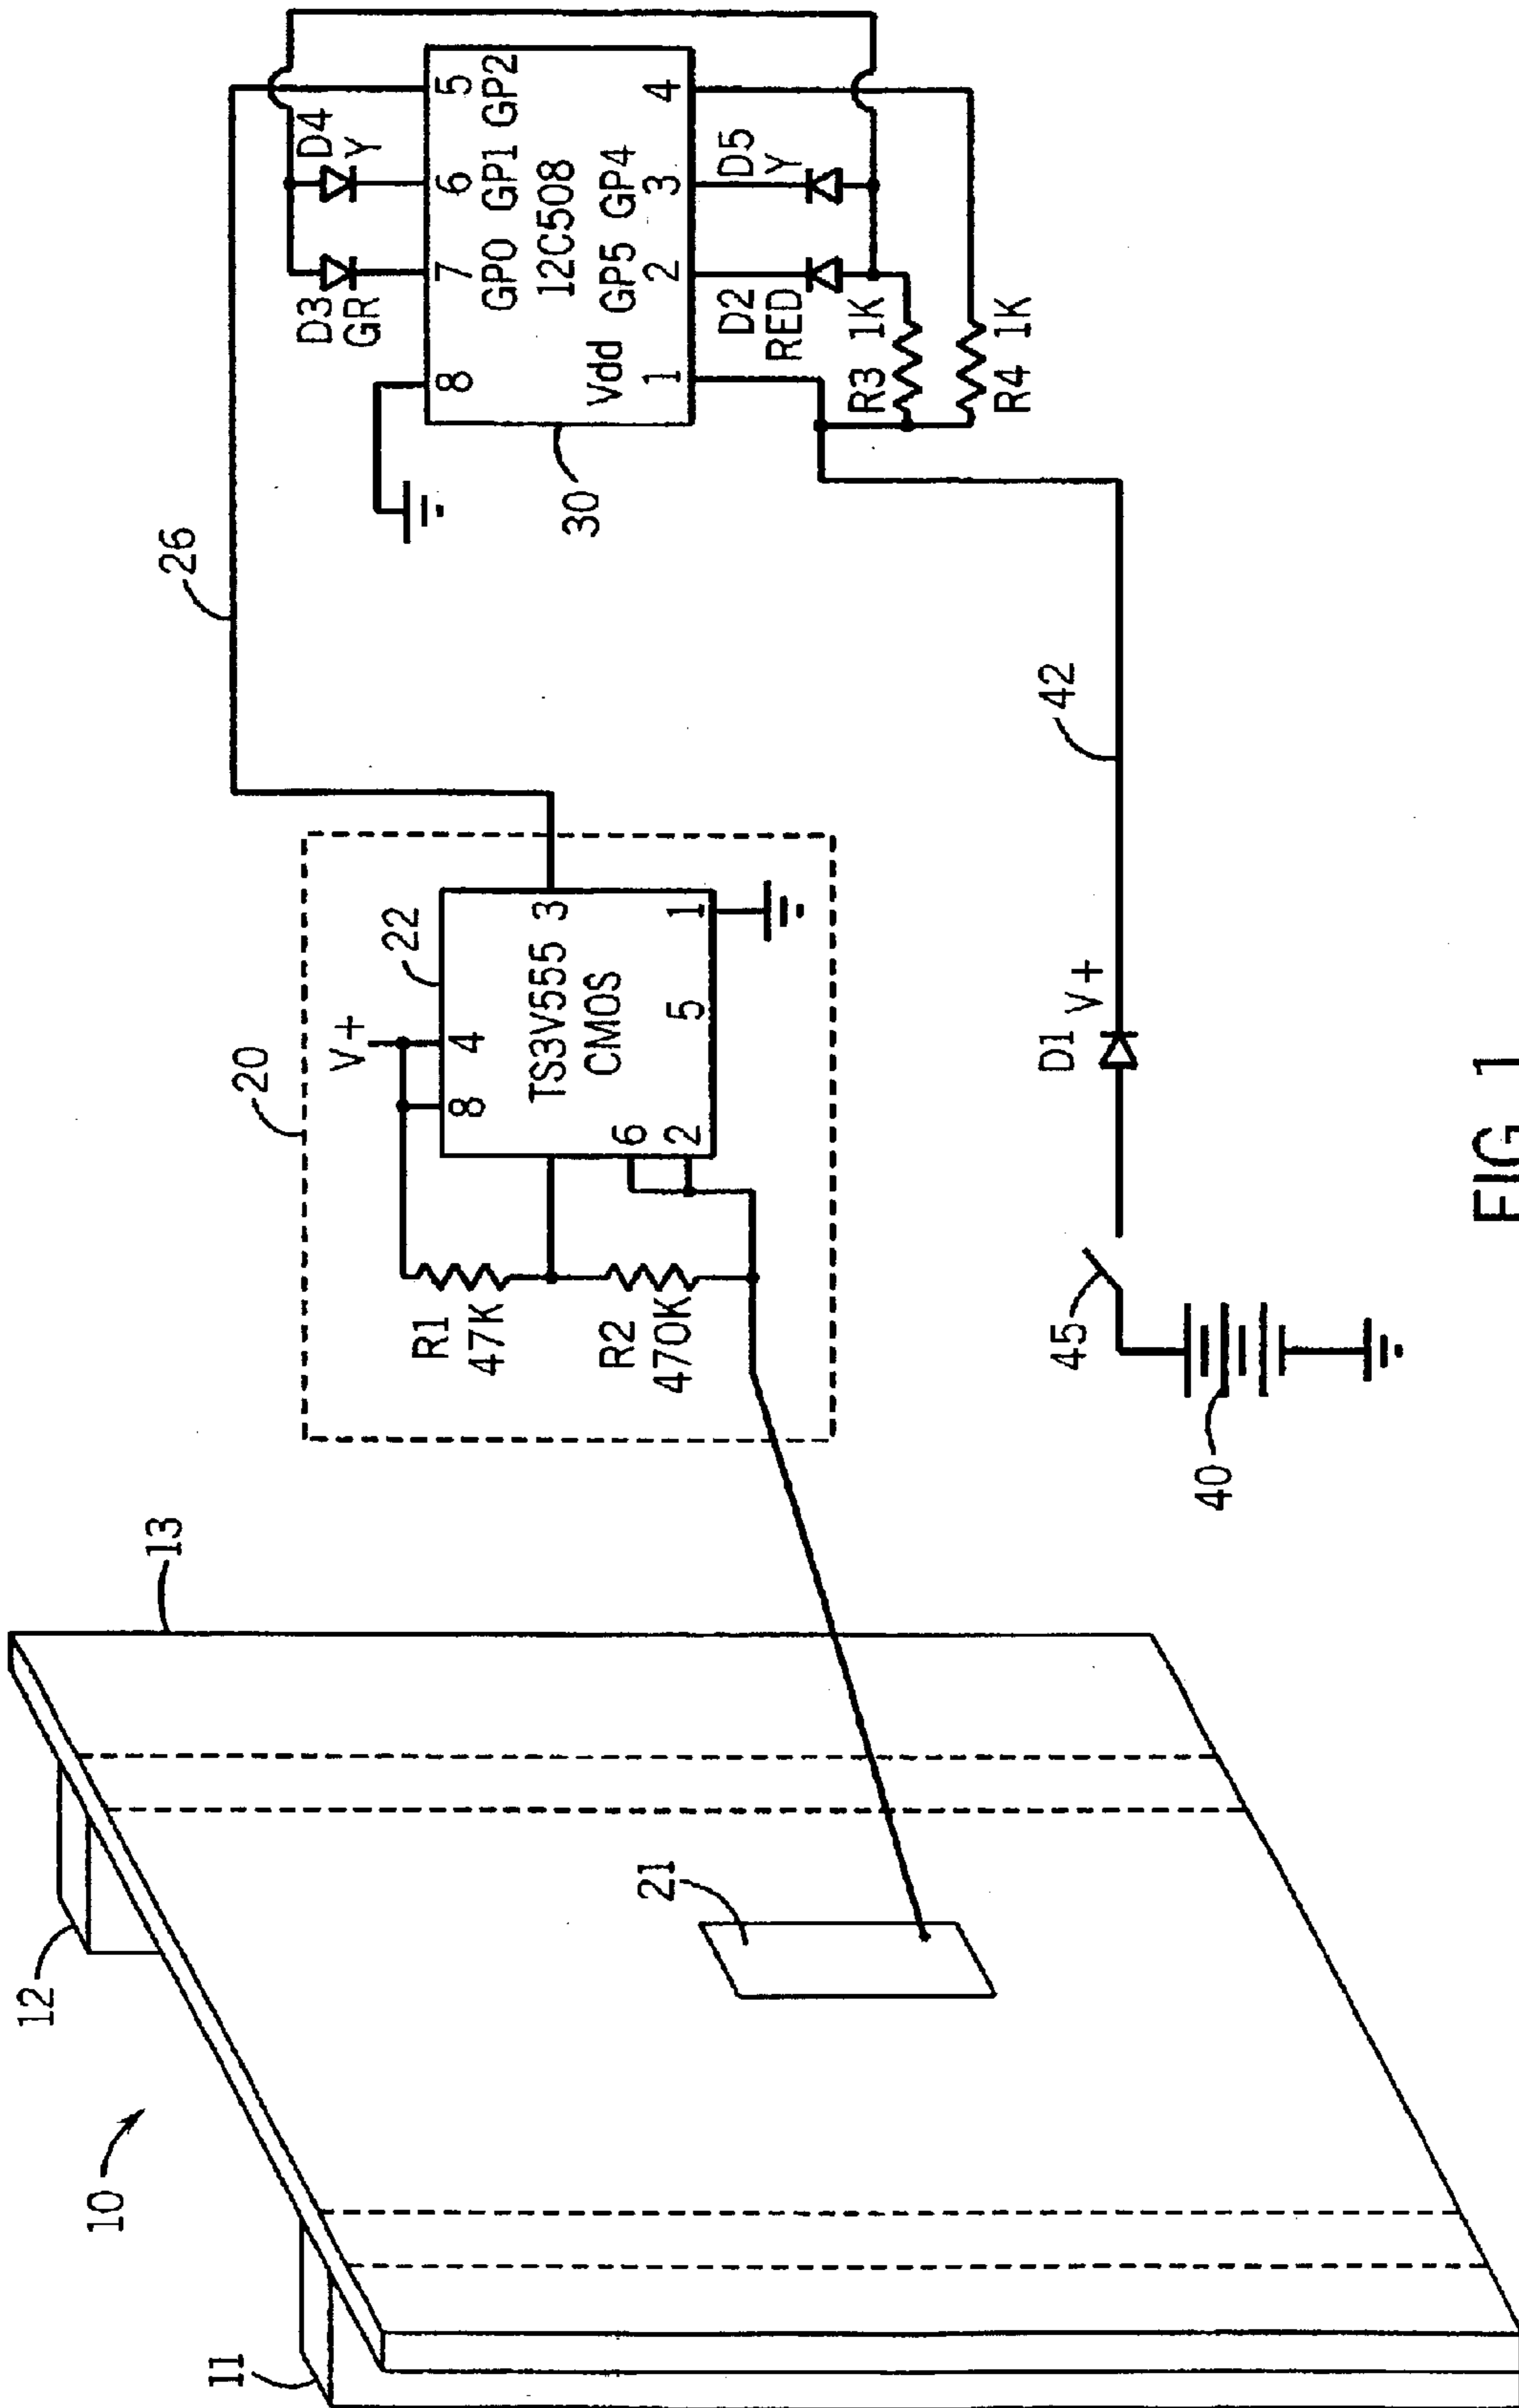 10
11
12
13
21
20
V+
22
8 4
TS3V555
CMOS
3
6
2
5 1
R1
47K
R2
470K
26
30
8 7 6 5
GP0 GP1 GP2
12C508
Vdd GP5 GP4
1 2 3 4
D3
GR
D4
Y
D2
RED
D5
Y
R3 1K
R4 1K
40
45
D1
V+
42
FIG. 1